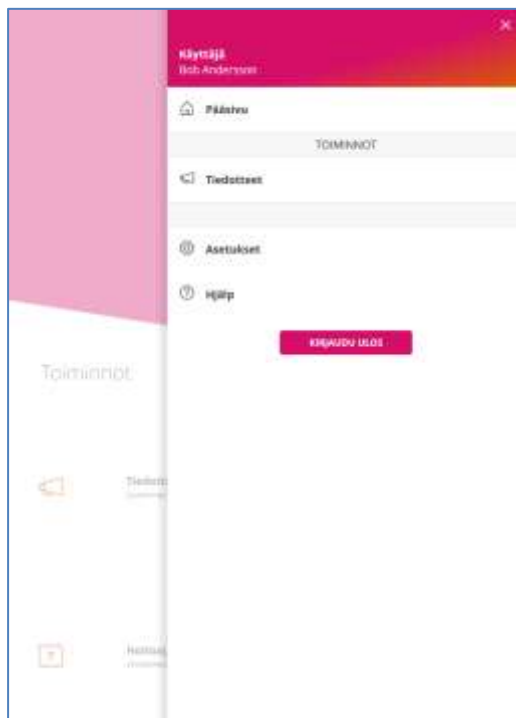 Käyttäjä
Bob Andersson
Pääsivu
TOIMINNOT
Tiedotteet
Asetukset
Hjälp
KIRJAUDU ULOS
Toiminnot